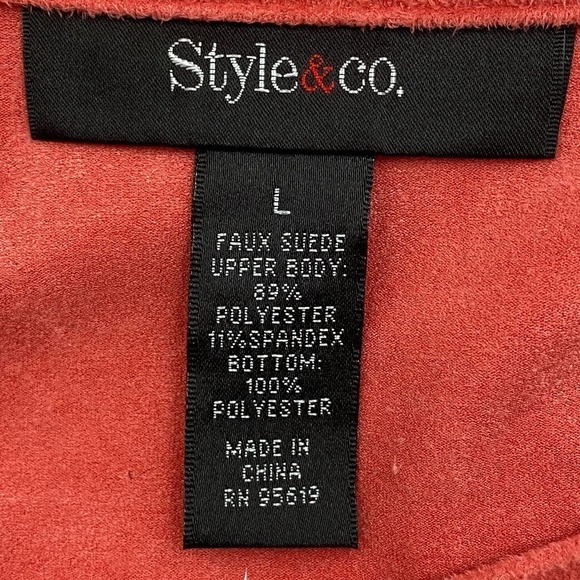 Style&co.
L
FAUX SUEDE
UPPER BODY:
89%
POLYESTER
11%SPANDEX
BOTTOM:
100%
POLYESTER
MADE IN
CHINA
RN 95619